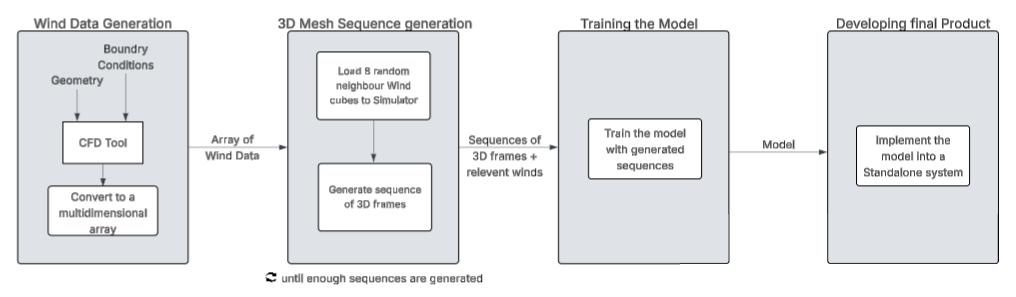 Wind Data Generation
Boundry
Conditions
Geometry
CFD Tool
Convert to a
multidimensional
array
Array of
Wind Data
3D Mesh Sequence generation
Load 8 random
neighbour Wind
cubes to Simulator
Generate sequence
of 3D frames
until enough sequences are generated
Sequences of
3D frames +
relevent winds
Training the Model
Train the model
with generated
sequences
Model
Developing final Product
Implement the
model into a
Standalone system